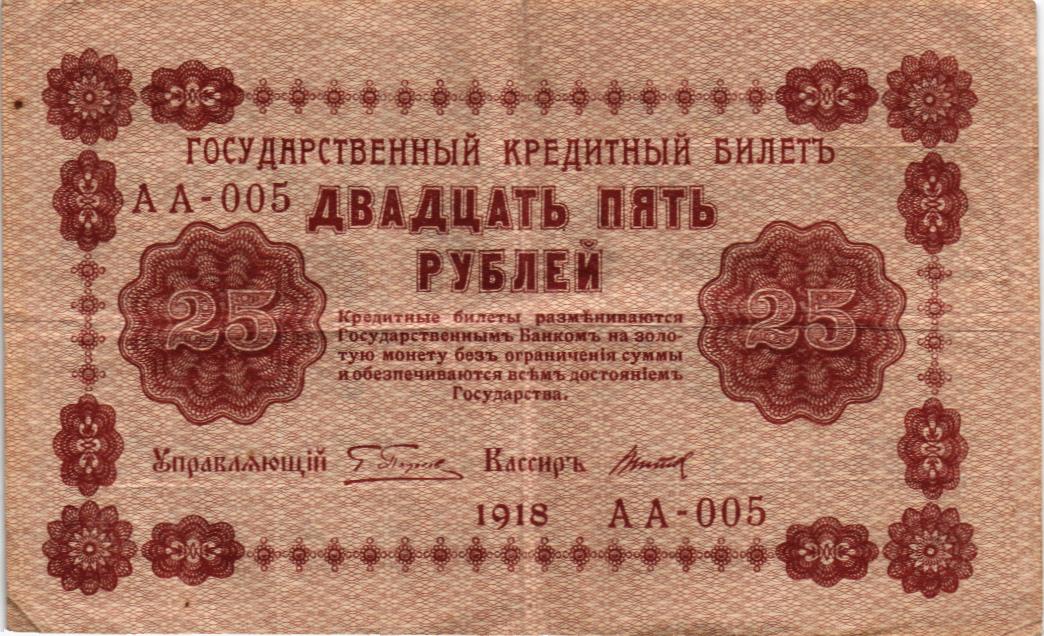 ГОСУДАРСТВЕННЫЙ КРЕДИТНЫЙ БИЛЕТЪ
АА-005
ДВАДЦАТЬ ПЯТЬ
РУБЛЕЙ
25
25
Кредитные билеты размѣниваются
Государственнымъ Банкомъ на золо-
тую монету безъ ограниченія суммы
и обезпечиваются всѣмъ достояніемъ
Государства.
Управляющій
Кассиръ
1918 АА-005